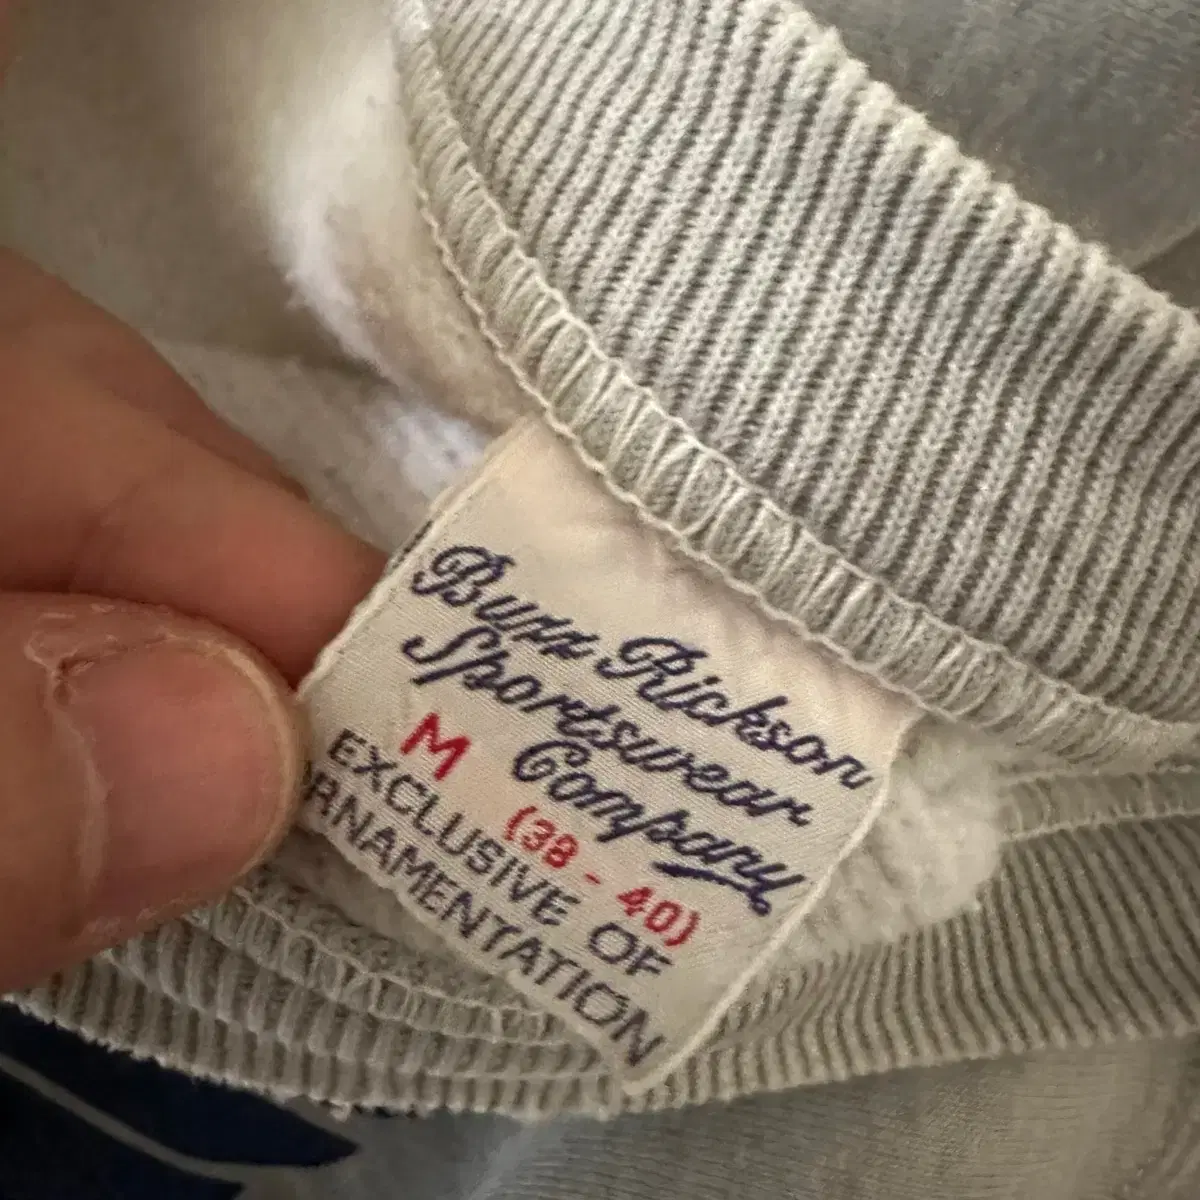 Buzz Rickson
Sportswear
Company
M (38 - 40)
EXCLUSIVE OF
ORNAMENTATION